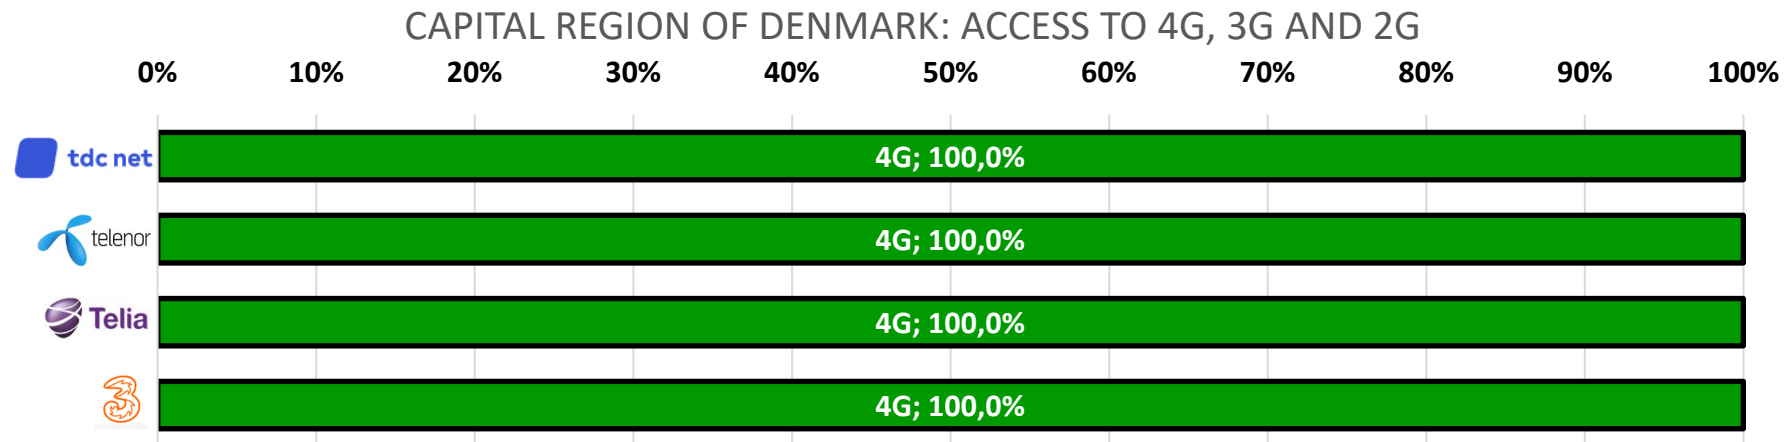 CAPITAL REGION OF DENMARK: ACCESS TO 4G, 3G AND 2G
0% 10% 20% 30% 40% 50% 60% 70% 80% 90% 100%
tdc net 4G; 100,0%
telenor 4G; 100,0%
Telia 4G; 100,0%
3 4G; 100,0%